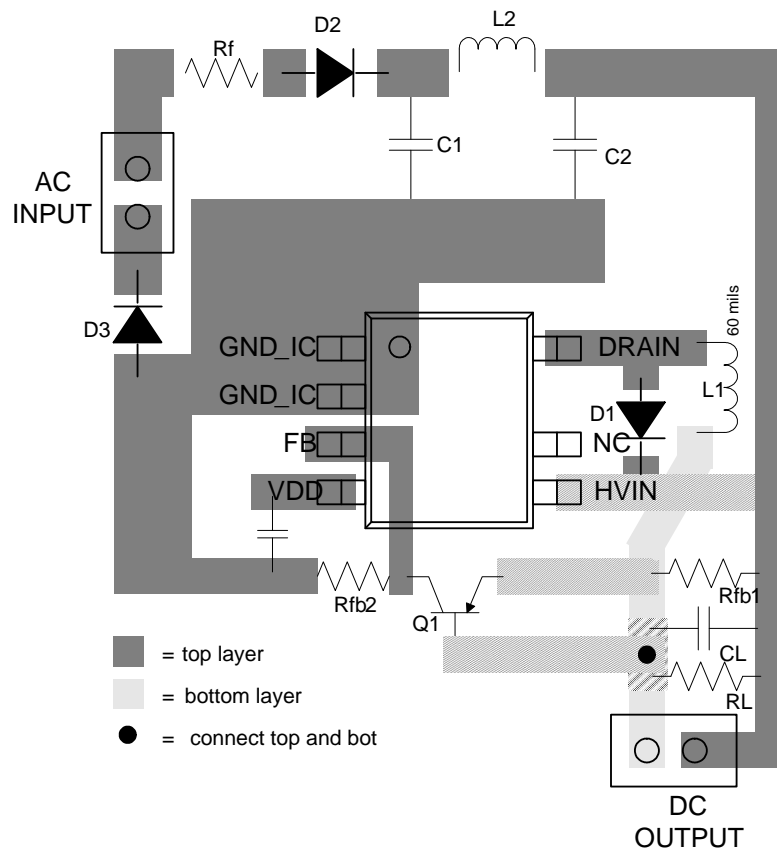 L2
D2
Rf
C1
C2
AC
INPUT
60 mils
D3
GND_IC
DRAIN
GND_IC
L1
D1
FB
NC
VDD
HVIN
Rfb2
Rfb1
Q1
= top layer
CL
= bottom layer
RL
= connect top and bot
DC
OUTPUT